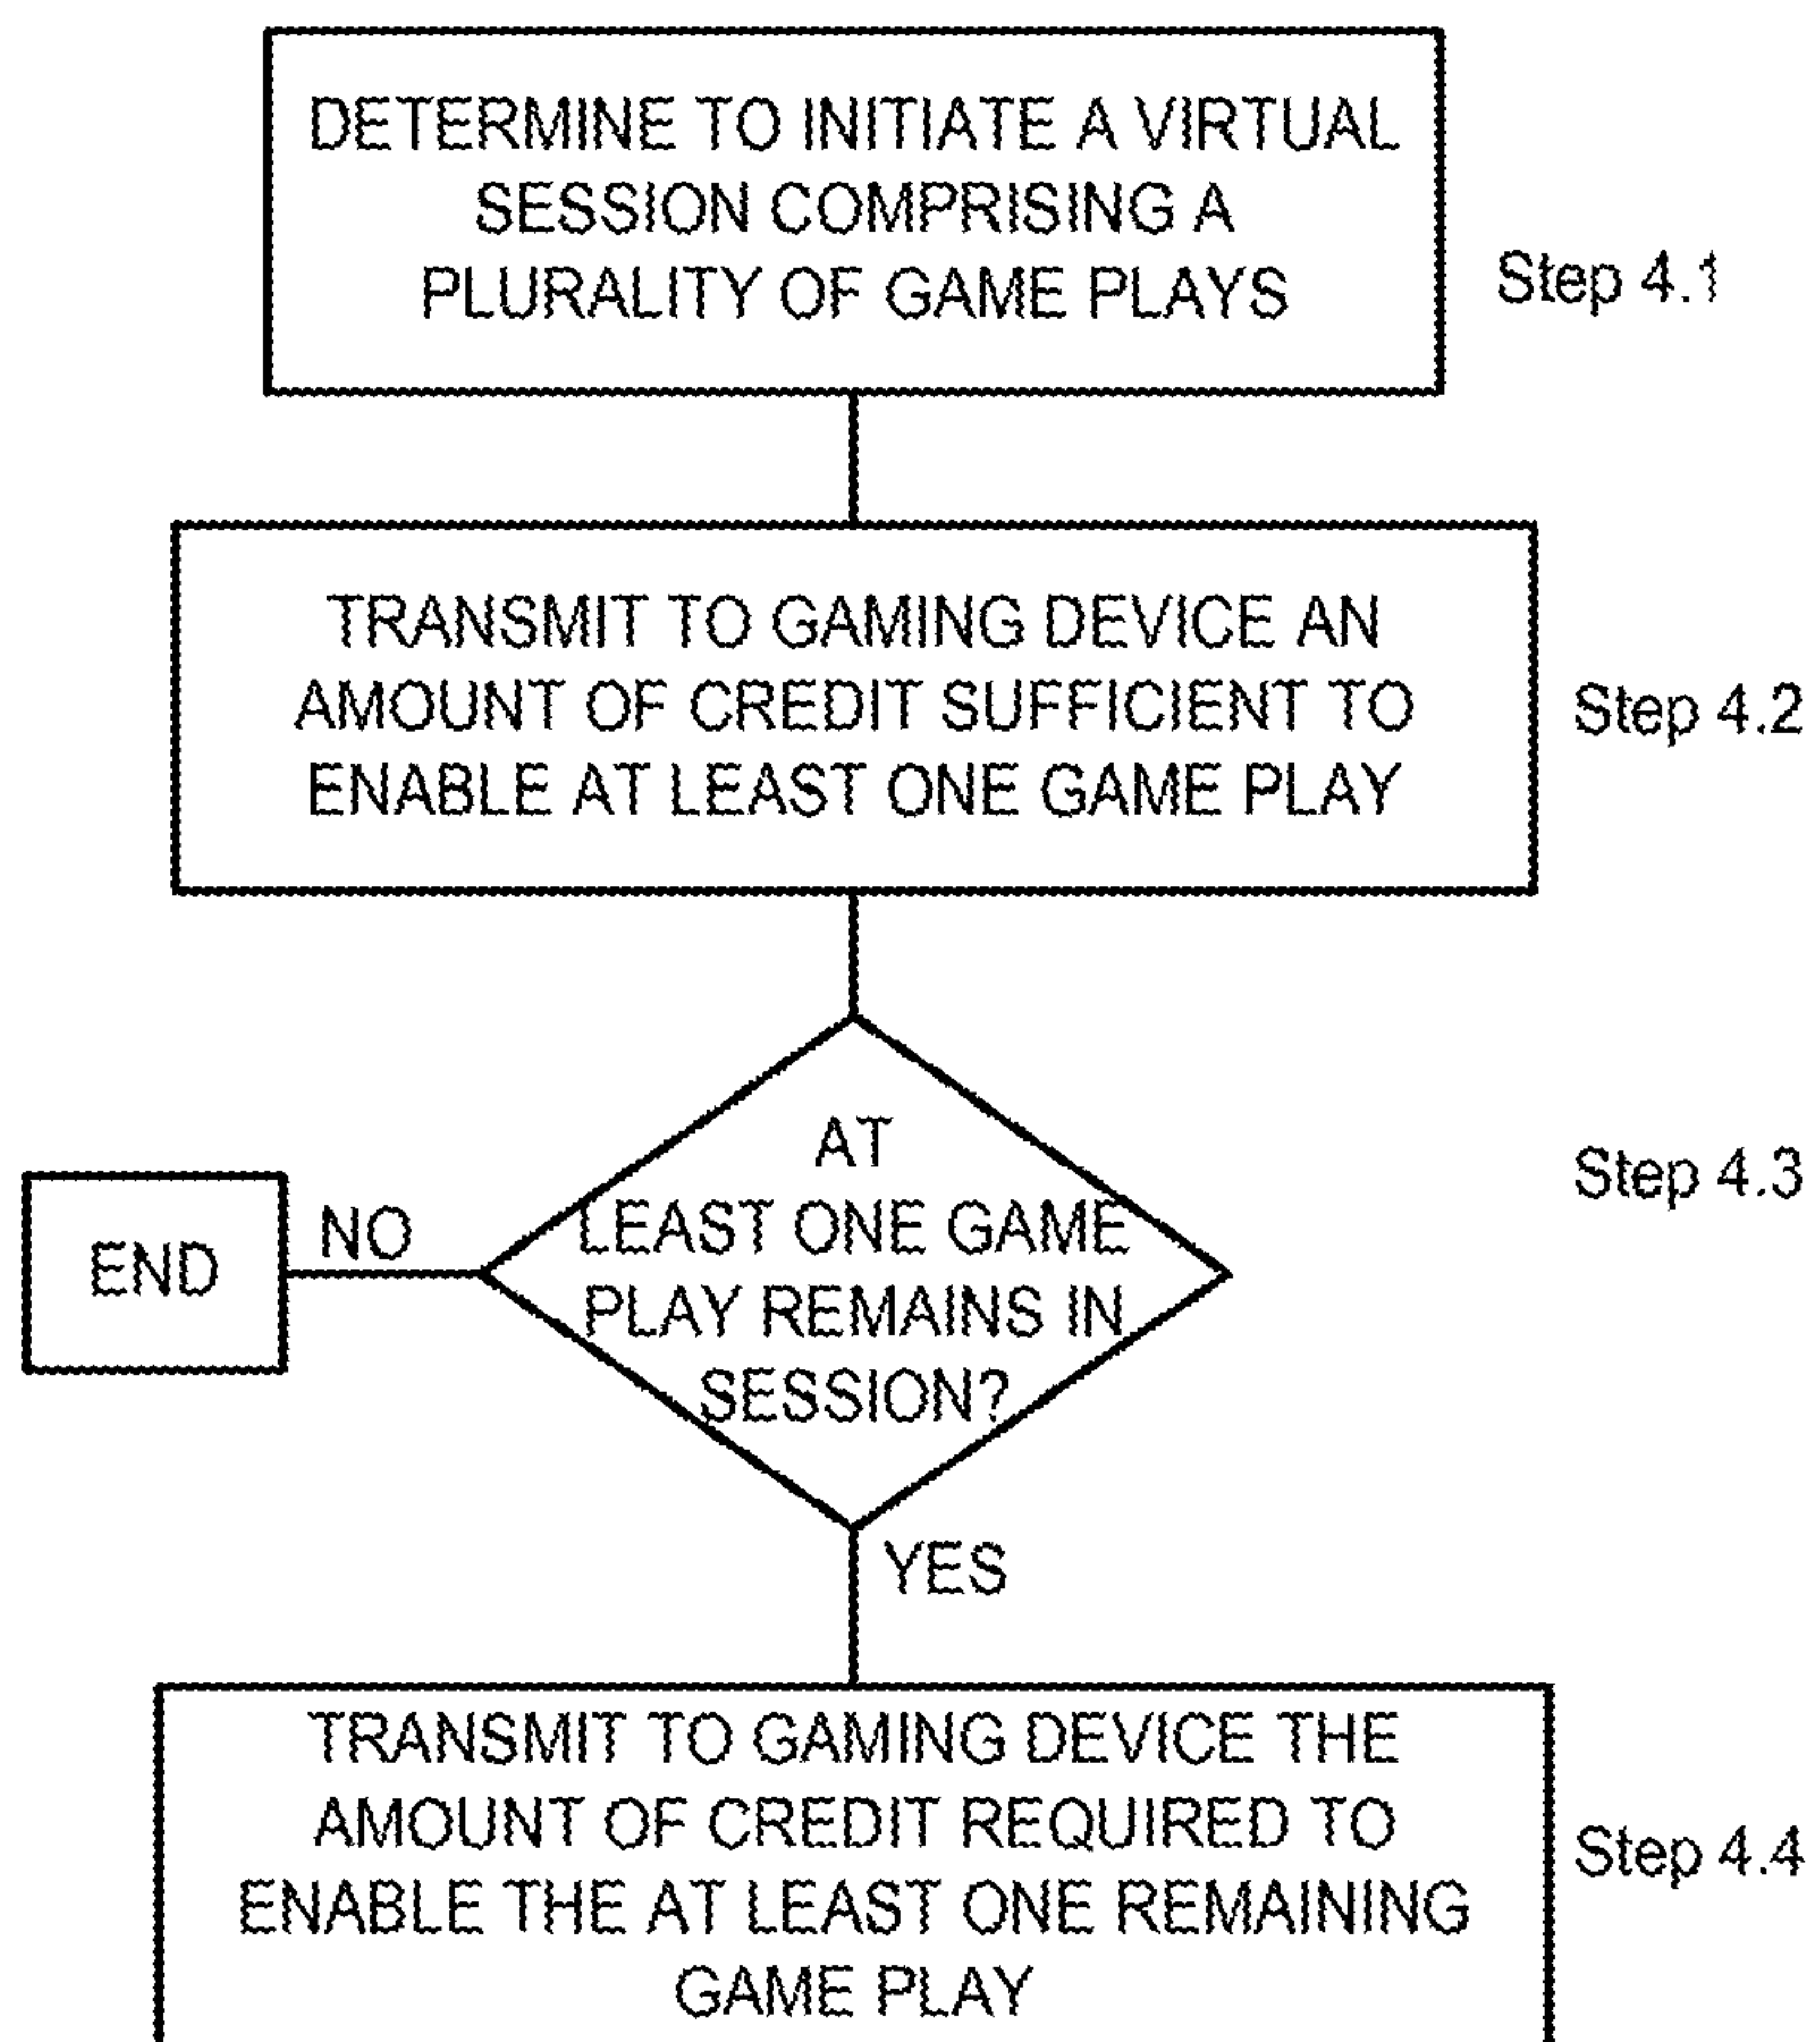 DETERMINE TO INITIATE A VIRTUAL
SESSION COMPRISING A
PLURALITY OF GAME PLAYS
Step 4.1
TRANSMIT TO GAMING DEVICE AN
AMOUNT OF CREDIT SUFFICIENT TO
ENABLE AT LEAST ONE GAME PLAY
Step 4.2
AT
LEAST ONE GAME
PLAY REMAINS IN
SESSION?
Step 4.3
NO
END
YES
TRANSMIT TO GAMING DEVICE THE
AMOUNT OF CREDIT REQUIRED TO
ENABLE THE AT LEAST ONE REMAINING
GAME PLAY
Step 4.4